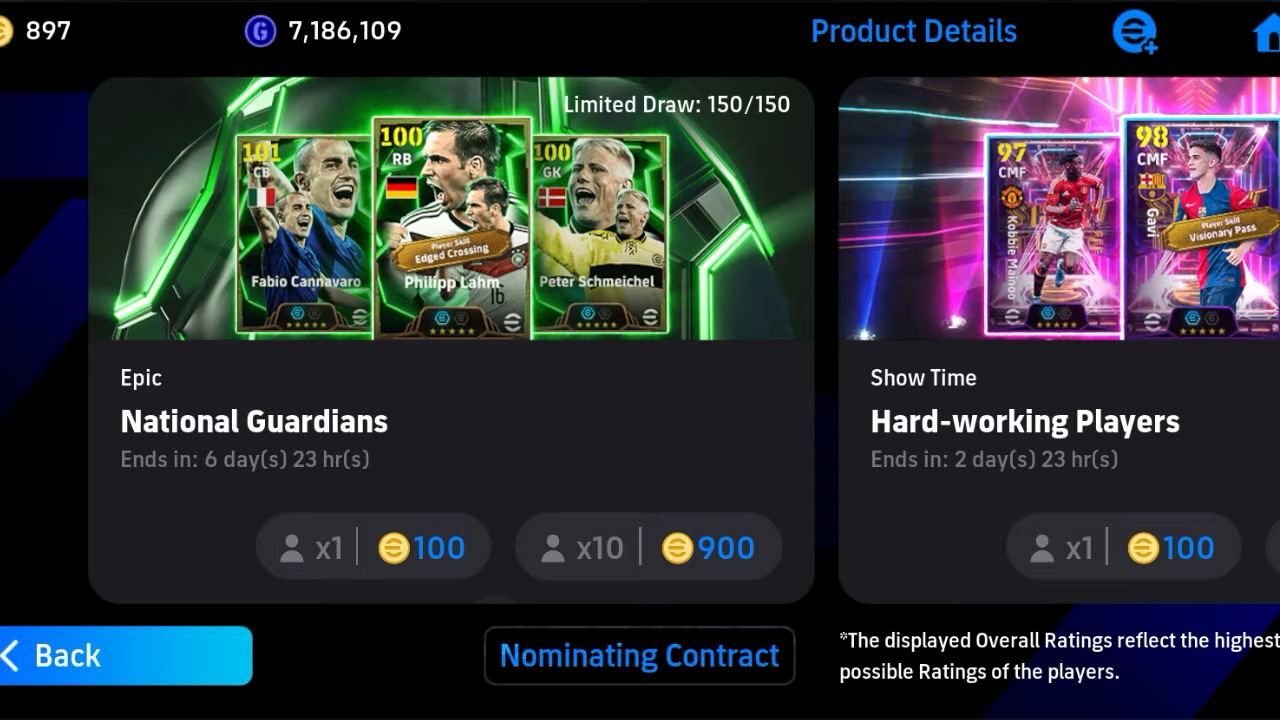 897
7,186,109
Product Details
Limited Draw: 150/150
101
CB
Fabio Cannavaro
100
RB
Player Skill
Edged Crossing
Philipp Lahm
16
100
GK
Peter Schmeichel
97
CMF
Kobbie Mainoo
98
CMF
Gavi
Player Skill
Visionary Pass
Epic
National Guardians
Ends in: 6 day(s) 23 hr(s)
x1
100
x10
900
Show Time
Hard-working Players
Ends in: 2 day(s) 23 hr(s)
x1
100
Back
Nominating Contract
*The displayed Overall Ratings reflect the highest
possible Ratings of the players.